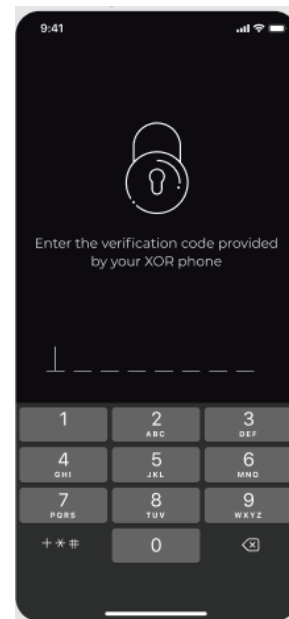 9:41
Enter the verification code provided
by your XOR phone
1
2
ABC
3
DEF
4
GHI
5
JKL
6
MNO
7
PQRS
8
TUV
9
WXYZ
+*#
0